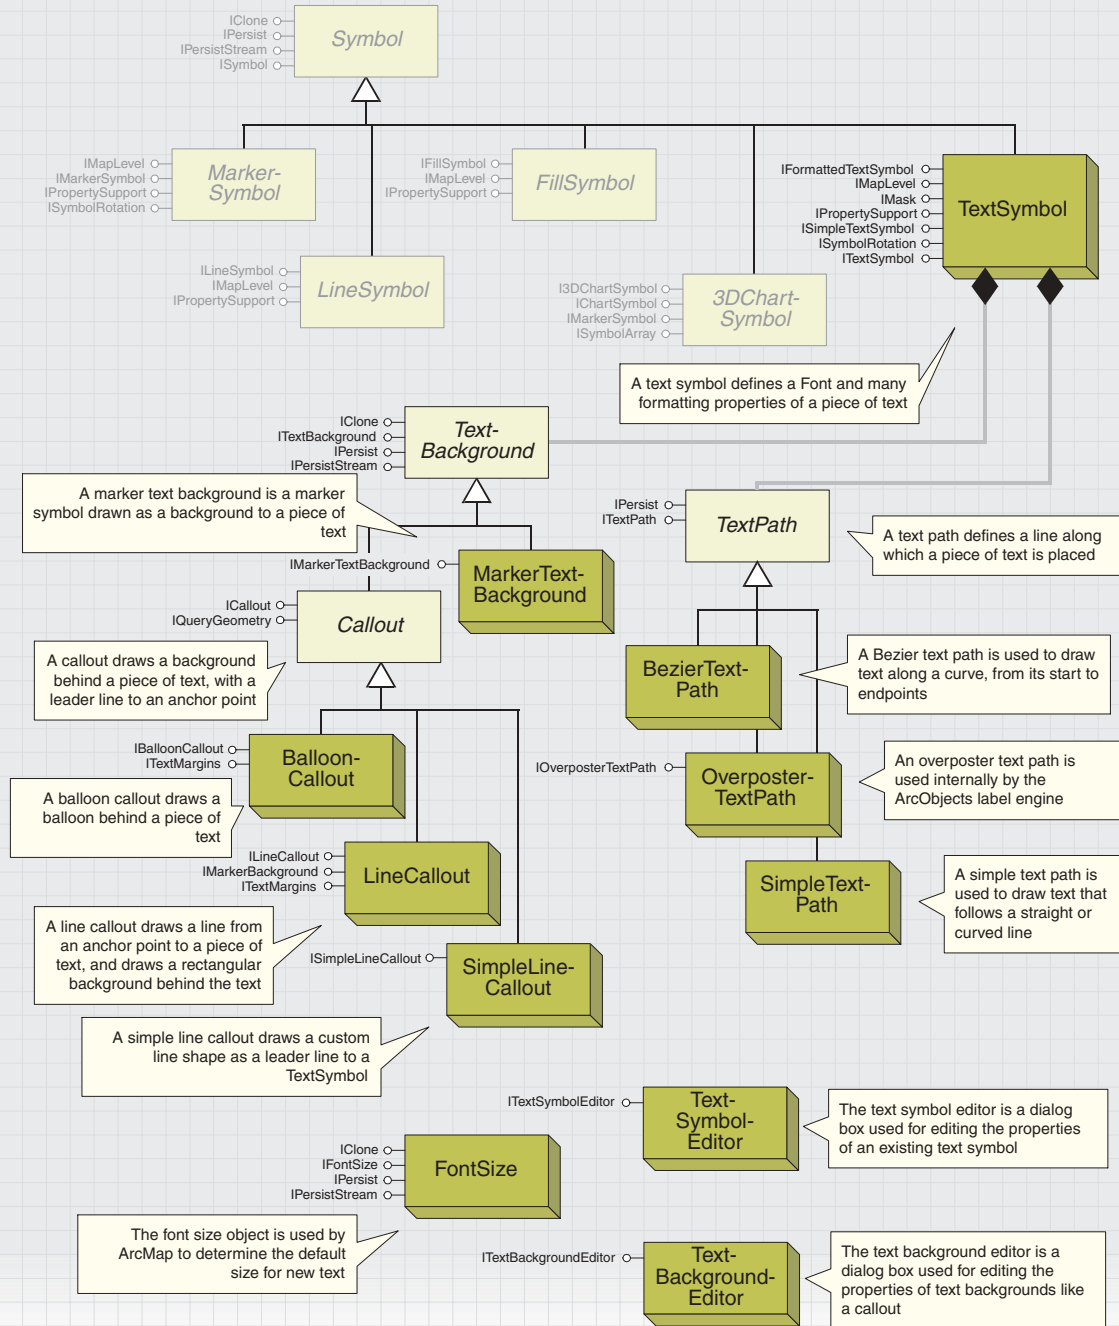 IClone
IPersist
IPersistStream
ISymbol
Symbol
IMapLevel
IMarkerSymbol
IPropertySupport
ISymbolRotation
Marker-
Symbol
IFillSymbol
IMapLevel
IPropertySupport
FillSymbol
IFormattedTextSymbol
IMapLevel
IMask
IPropertySupport
ISimpleTextSymbol
ISymbolRotation
ITextSymbol
TextSymbol
ILineSymbol
IMapLevel
IPropertySupport
LineSymbol
I3DChartSymbol
IChartSymbol
IMarkerSymbol
ISymbolArray
3DChart-
Symbol
A text symbol defines a Font and many
formatting properties of a piece of text
IClone
ITextBackground
IPersist
IPersistStream
Text-
Background
A marker text background is a marker
symbol drawn as a background to a piece of
text
IPersist
ITextPath
TextPath
A text path defines a line along
which a piece of text is placed
IMarkerTextBackground
MarkerText-
Background
ICallout
IQueryGeometry
Callout
A callout draws a background
behind a piece of text, with a
leader line to an anchor point
BezierText-
Path
A Bezier text path is used to draw
text along a curve, from its start to
endpoints
IBalloonCallout
ITextMargins
Balloon-
Callout
A balloon callout draws a
balloon behind a piece of
text
IOverposterTextPath
Overposter-
TextPath
An overposter text path is
used internally by the
ArcObjects label engine
ILineCallout
IMarkerBackground
ITextMargins
LineCallout
SimpleText-
Path
A simple text path is
used to draw text that
follows a straight or
curved line
A line callout draws a line from
an anchor point to a piece of
text, and draws a rectangular
background behind the text
ISimpleLineCallout
SimpleLine-
Callout
A simple line callout draws a custom
line shape as a leader line to a
TextSymbol
ITextSymbolEditor
Text-
Symbol-
Editor
The text symbol editor is a dialog
box used for editing the properties
of an existing text symbol
IClone
IFontSize
IPersist
IPersistStream
FontSize
The font size object is used by
ArcMap to determine the default
size for new text
ITextBackgroundEditor
Text-
Background-
Editor
The text background editor is a
dialog box used for editing the
properties of text backgrounds like
a callout